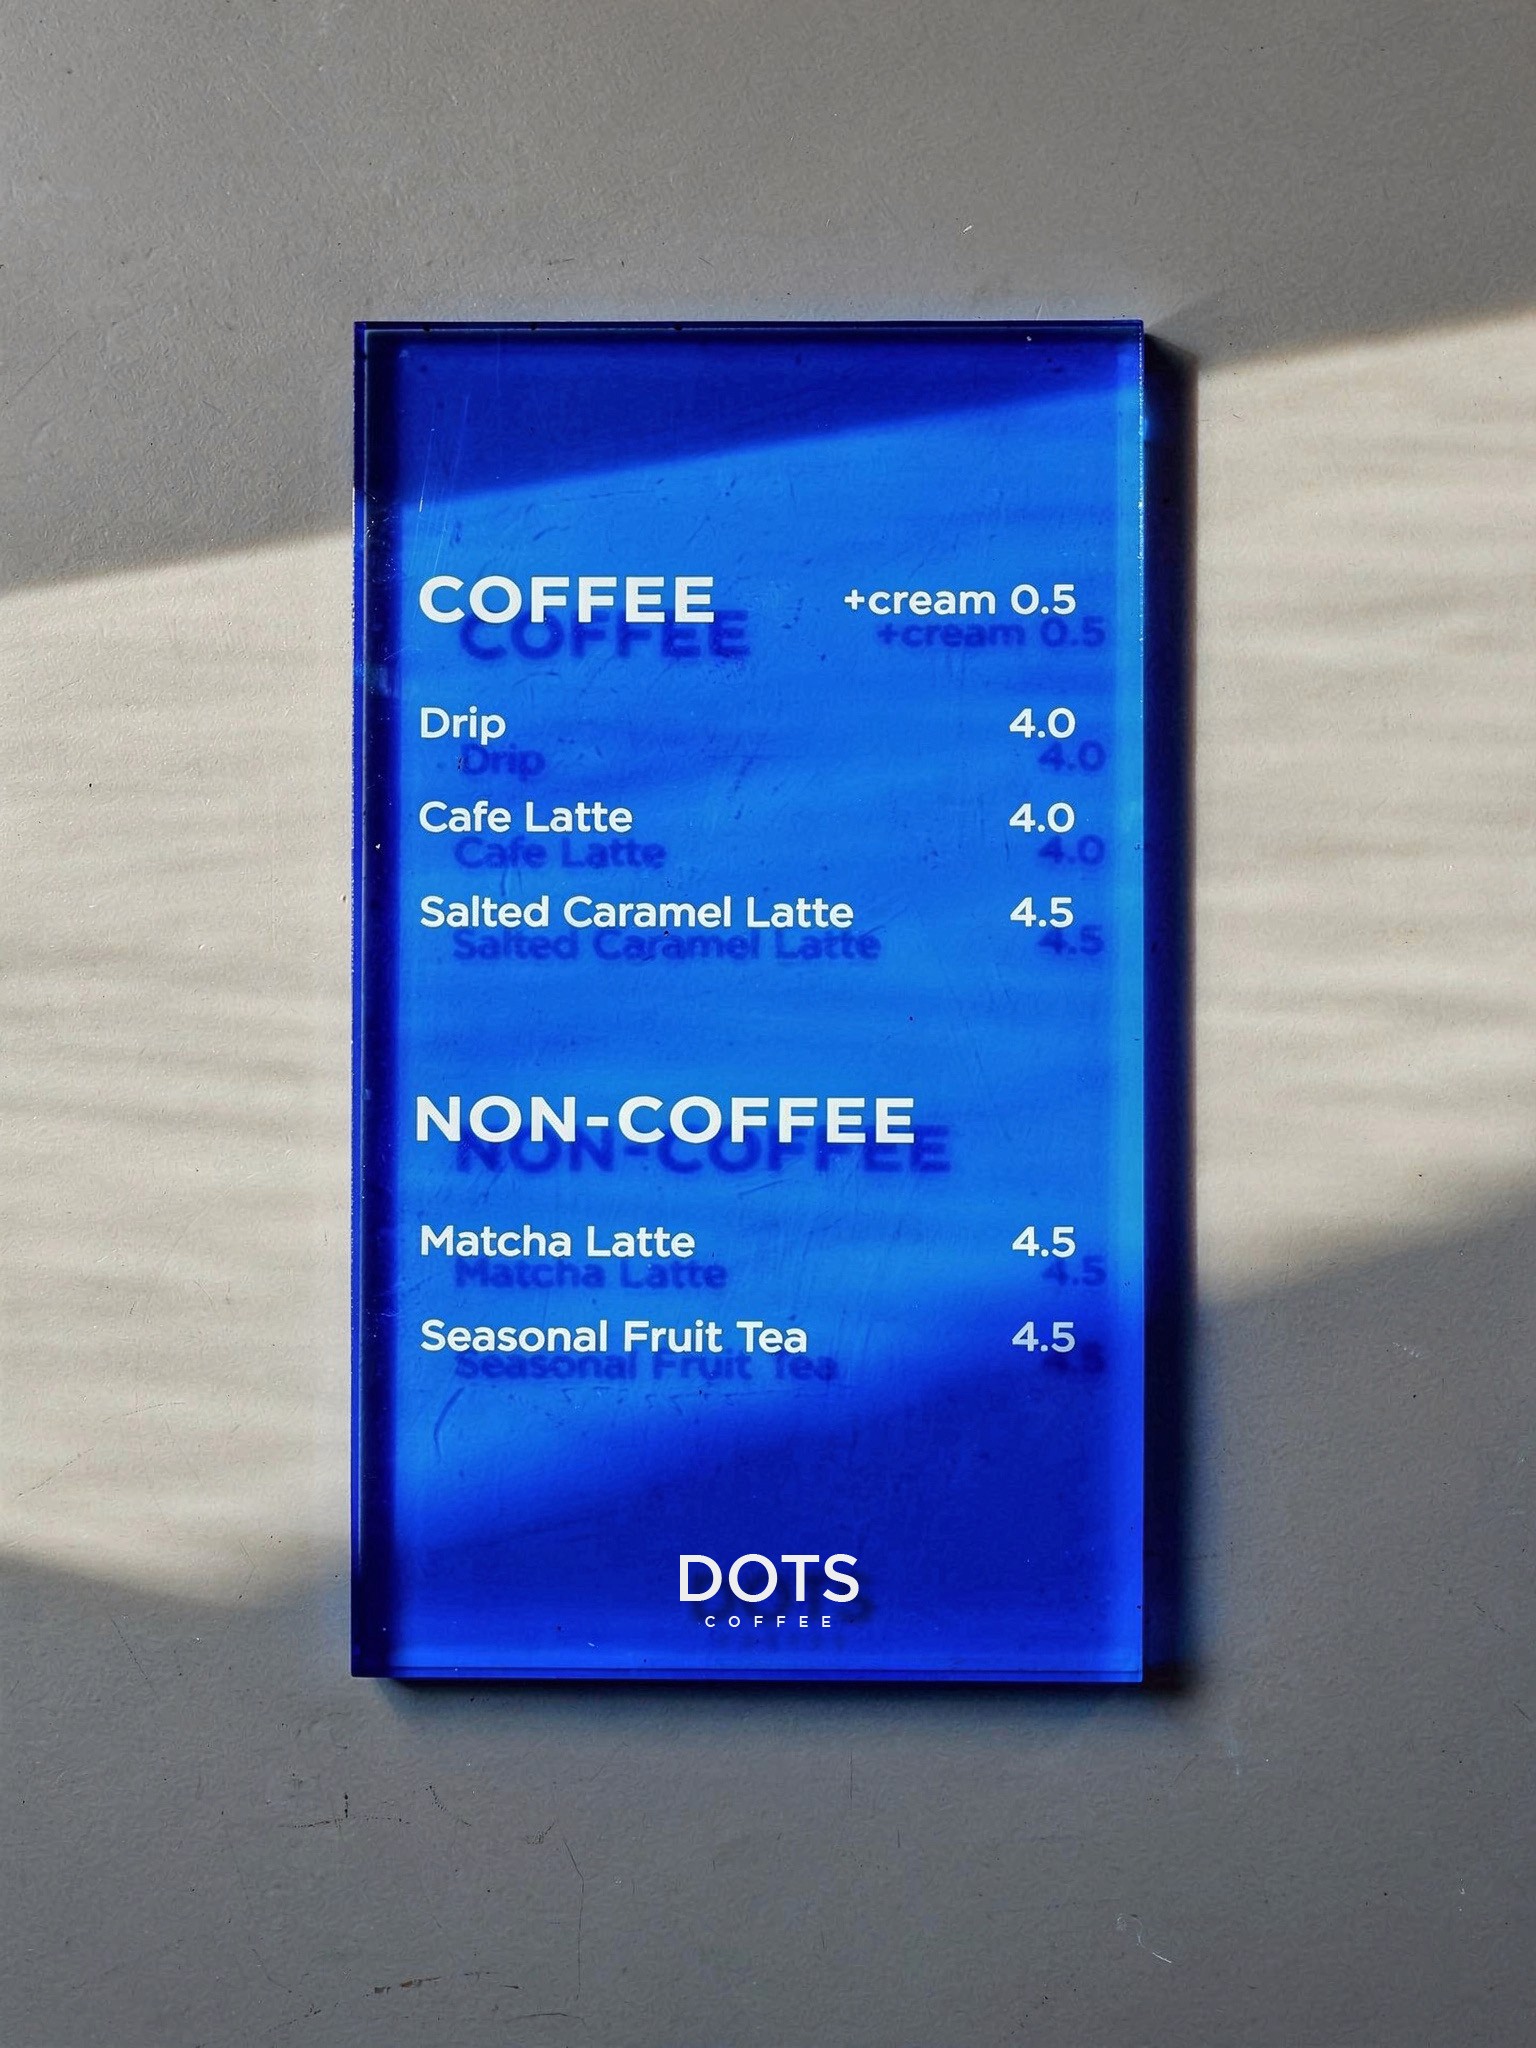 COFFEE +cream 0.5
Drip 4.0
Cafe Latte 4.0
Salted Caramel Latte 4.5
NON-COFFEE
Matcha Latte 4.5
Seasonal Fruit Tea 4.5
DOTS
COFFEE